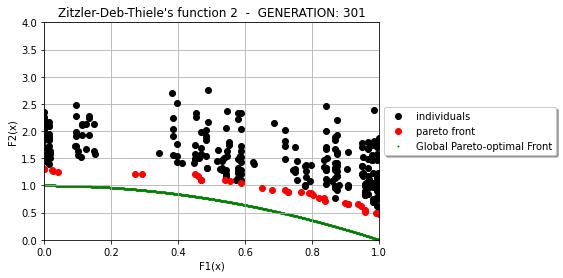 Zitzler-Deb-Thiele's function 2 - GENERATION: 301
4.0
3.5
3.0
2.5
2.0
1.5
1.0
0.5
0.0
F2(x)
0.0 0.2 0.4 0.6 0.8 1.0
F1(x)
individuals
pareto front
Global Pareto-optimal Front